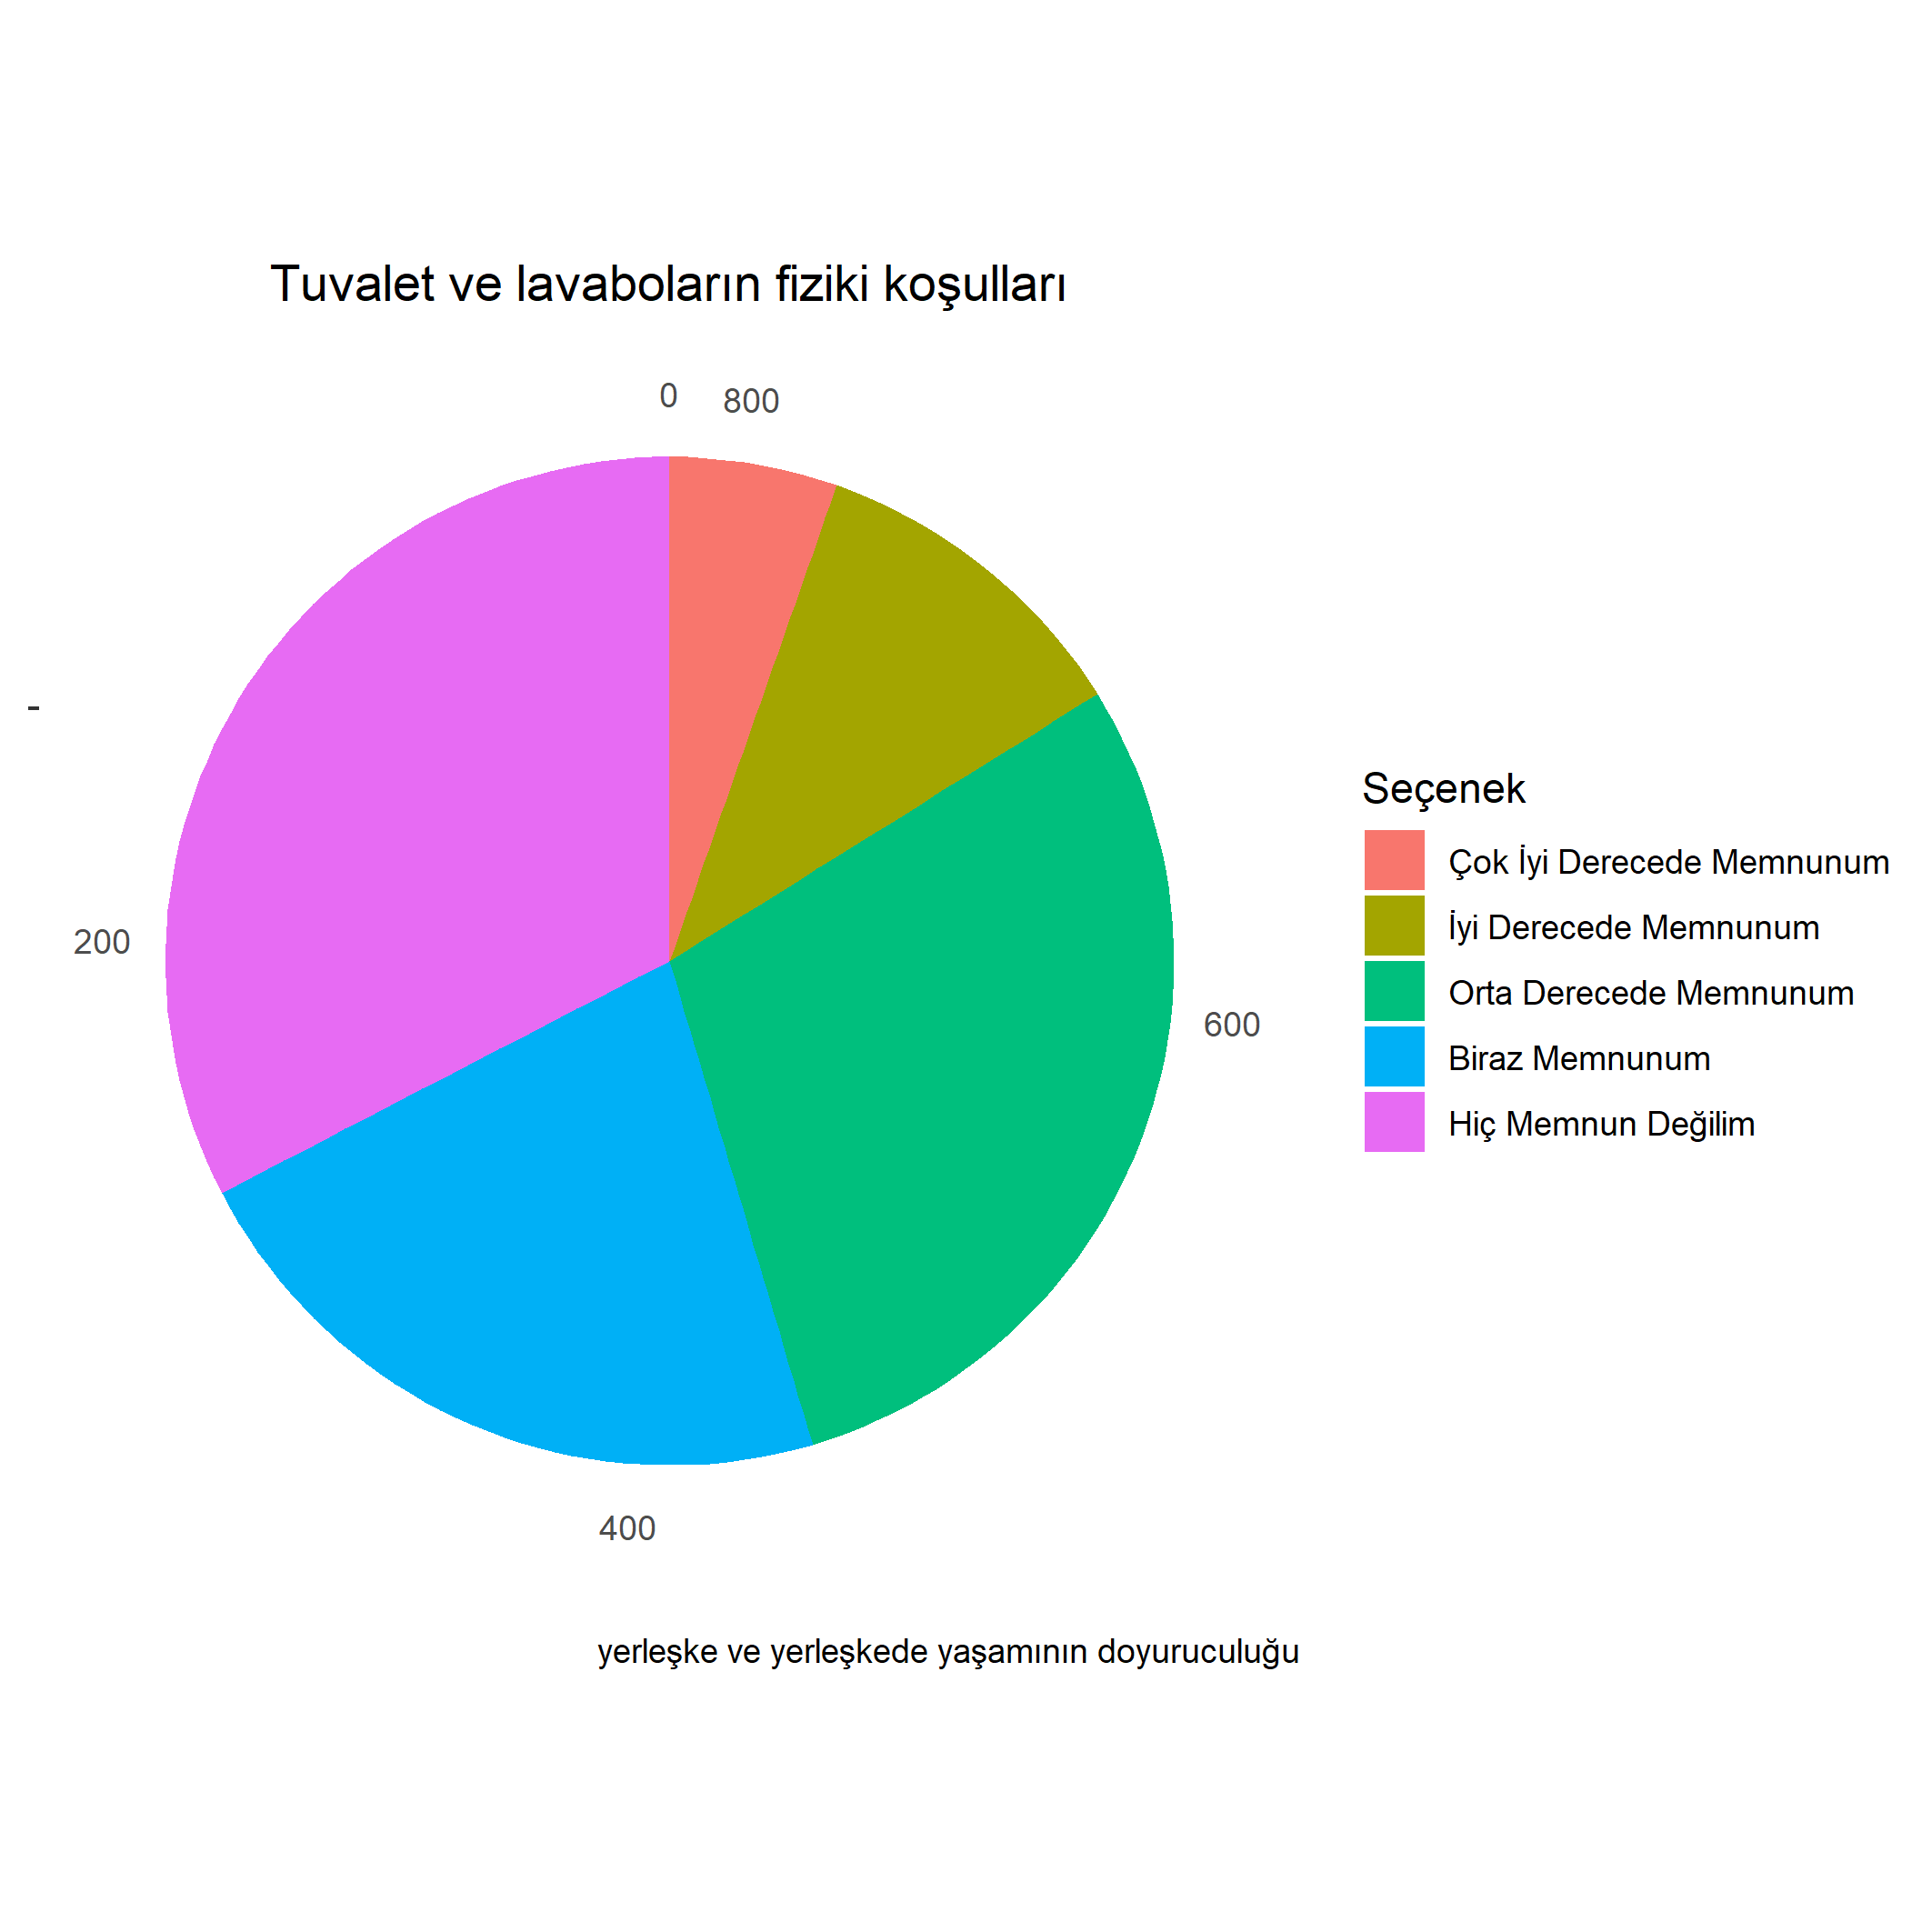 Tuvalet ve lavaboların fiziki koşulları
0
800
-
200
600
400
Seçenek
Çok İyi Derecede Memnunum
İyi Derecede Memnunum
Orta Derecede Memnunum
Biraz Memnunum
Hiç Memnun Değilim
yerleşke ve yerleşkede yaşamının doyuruculuğu